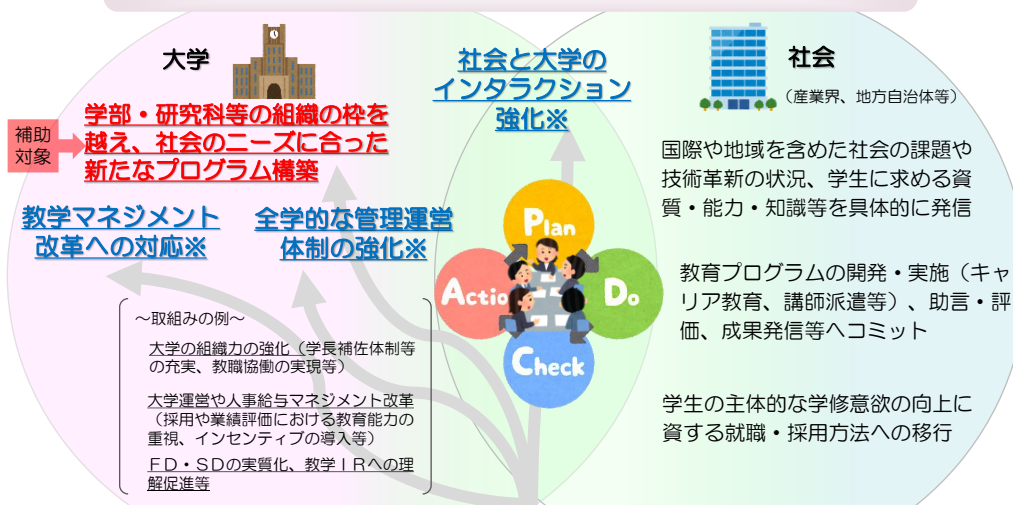 大学
学部・研究科等の組織の枠を
越え、社会のニーズに合った
新たなプログラム構築
補助
対象
教学マネジメント
改革への対応※
全学的な管理運営
体制の強化※
～取組みの例～
大学の組織力の強化（学長補佐体制等
の充実、教職協働の実現等）
大学運営や人事給与マネジメント改革
（採用や業績評価における教育能力の
重視、インセンティブの導入等）
ＦＤ・ＳＤの実質化、教学ＩＲへの理
解促進等
社会と大学の
インタラクション
強化※
Plan
Do
Check
Actio
社会
（産業界、地方自治体等）
国際や地域を含めた社会の課題や
技術革新の状況、学生に求める資
質・能力・知識等を具体的に発信
教育プログラムの開発・実施（キャ
リア教育、講師派遣等）、助言・評
価、成果発信等へコミット
学生の主体的な学修意欲の向上に
資する就職・採用方法への移行